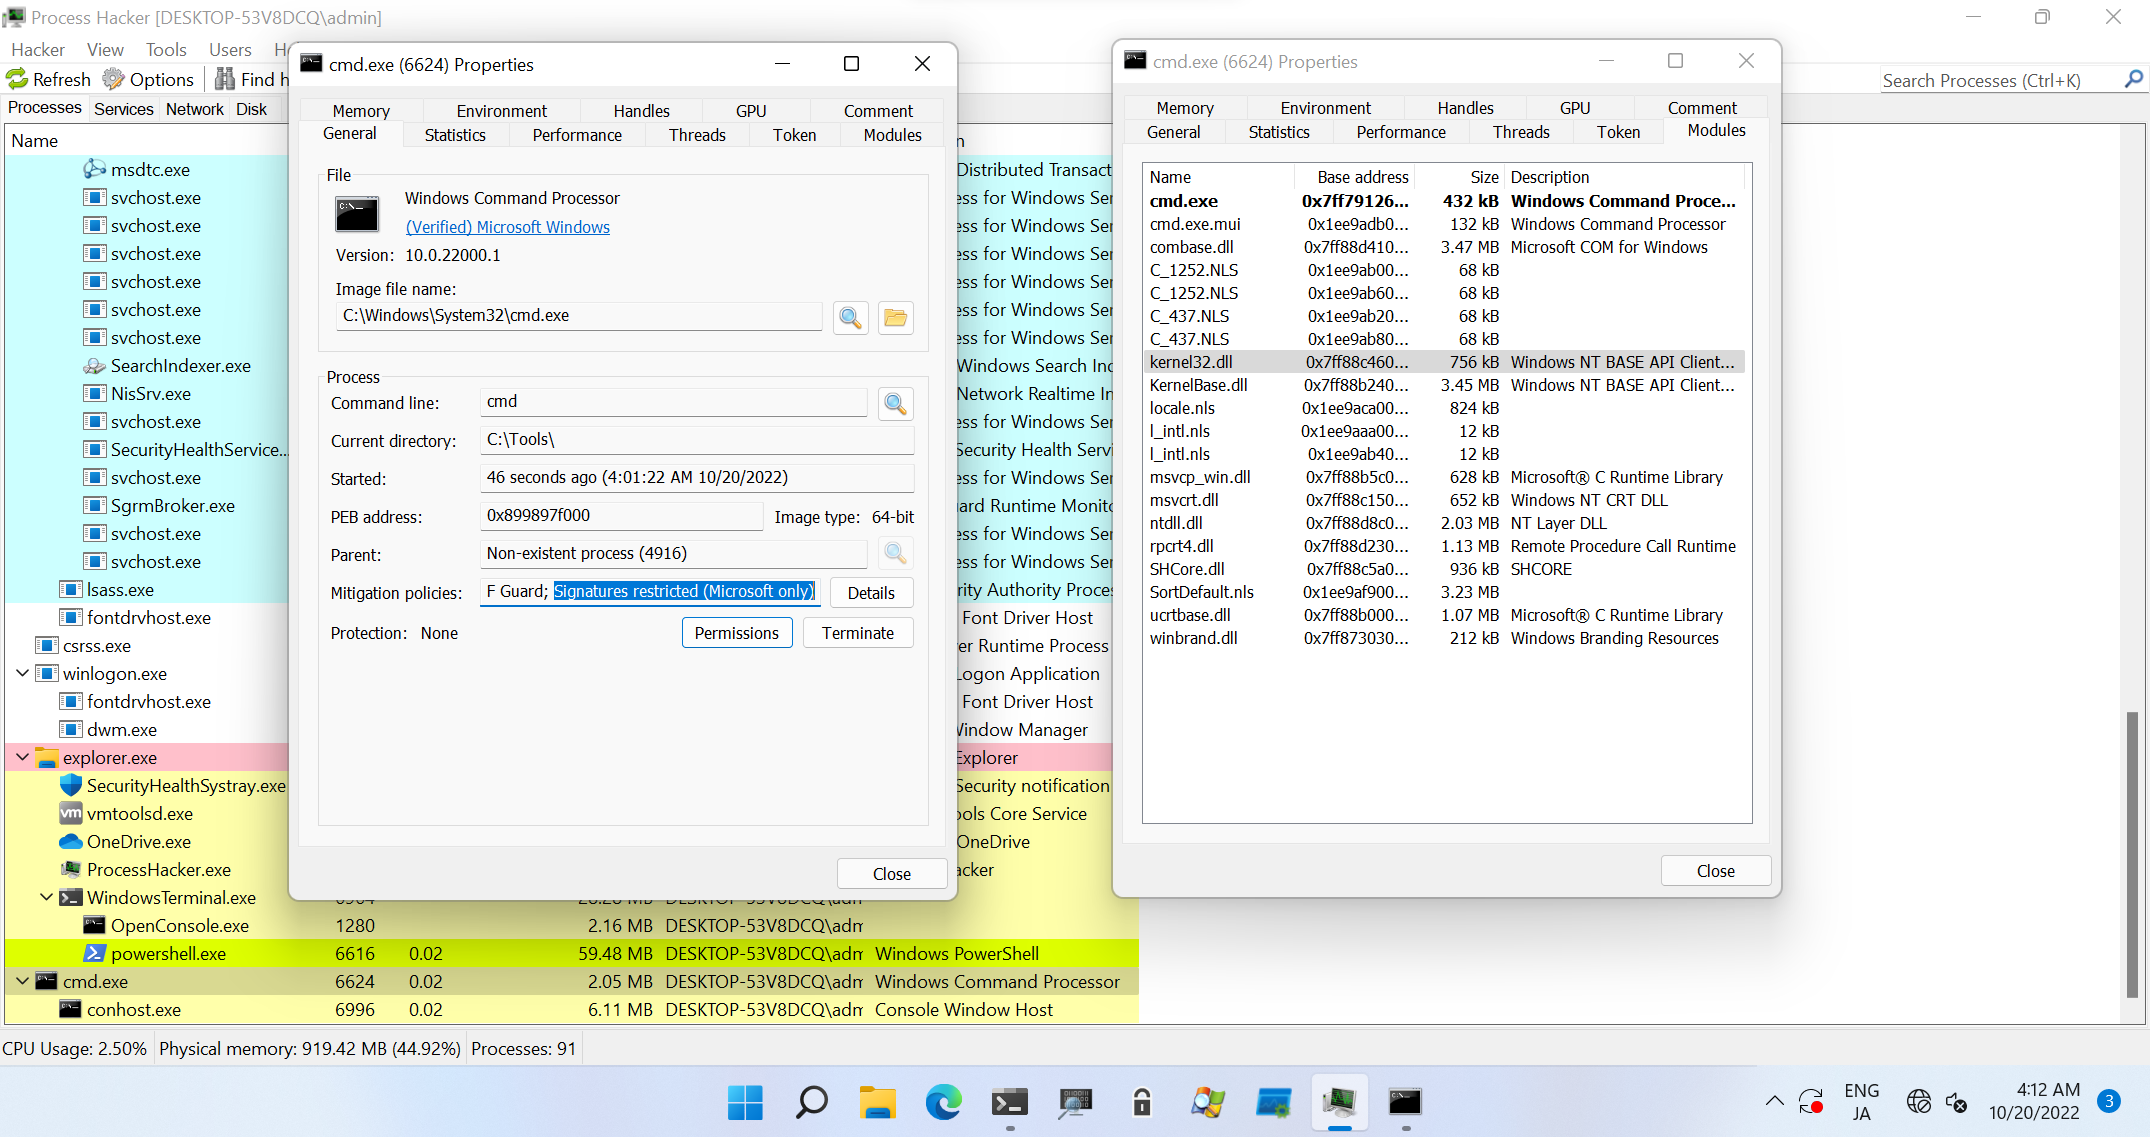 Process Hacker [DESKTOP-53V8DCQ\admin]
Hacker View Tools Users
Refresh Options Find
Search Processes (Ctrl+K)
Processes Services Network Disk
Name
msdtc.exe
svchost.exe
svchost.exe
svchost.exe
svchost.exe
svchost.exe
svchost.exe
SearchIndexer.exe
NisSrv.exe
svchost.exe
SecurityHealthService...
svchost.exe
SgrmBroker.exe
svchost.exe
svchost.exe
lsass.exe
fontdrvhost.exe
csrss.exe
winlogon.exe
fontdrvhost.exe
dwm.exe
explorer.exe
SecurityHealthSystray.exe
vmtoolsd.exe
OneDrive.exe
ProcessHacker.exe
WindowsTerminal.exe
OpenConsole.exe 1280 2.16 MB DESKTOP-53V8DCQ\adm
powershell.exe 6616 0.02 59.48 MB DESKTOP-53V8DCQ\adm Windows PowerShell
cmd.exe 6624 0.02 2.05 MB DESKTOP-53V8DCQ\adm Windows Command Processor
conhost.exe 6996 0.02 6.11 MB DESKTOP-53V8DCQ\adm Console Window Host
cmd.exe (6624) Properties
Memory Environment Handles GPU Comment
General Statistics Performance Threads Token Modules
File
Windows Command Processor
(Verified) Microsoft Windows
Version: 10.0.22000.1
Image file name:
C:\Windows\System32\cmd.exe
Process
Command line: cmd
Current directory: C:\Tools\
Started: 46 seconds ago (4:01:22 AM 10/20/2022)
PEB address: 0x899897f000 Image type: 64-bit
Parent: Non-existent process (4916)
Mitigation policies: F Guard; Signatures restricted (Microsoft only) Details
Protection: None Permissions Terminate
Close
Distributed Transact
ess for Windows Se
ess for Windows Se
ess for Windows Se
ess for Windows Se
ess for Windows Se
ess for Windows Se
Windows Search Inc
Network Realtime In
ess for Windows Se
Security Health Servi
ess for Windows Se
ard Runtime Monito
ess for Windows Se
ess for Windows Se
rity Authority Proce
Font Driver Host
er Runtime Process
Logon Application
Font Driver Host
Window Manager
Explorer
Security notification
ools Core Service
OneDrive
acker
cmd.exe (6624) Properties
Memory Environment Handles GPU Comment
General Statistics Performance Threads Token Modules
Name Base address Size Description
cmd.exe 0x7ff79126... 432 kB Windows Command Proce...
cmd.exe.mui 0x1ee9adb0... 132 kB Windows Command Processor
combase.dll 0x7ff88d410... 3.47 MB Microsoft COM for Windows
C_1252.NLS 0x1ee9ab00... 68 kB
C_1252.NLS 0x1ee9ab60... 68 kB
C_437.NLS 0x1ee9ab20... 68 kB
C_437.NLS 0x1ee9ab80... 68 kB
kernel32.dll 0x7ff88c460... 756 kB Windows NT BASE API Client...
KernelBase.dll 0x7ff88b240... 3.45 MB Windows NT BASE API Client...
locale.nls 0x1ee9aca00... 824 kB
l_intl.nls 0x1ee9aaa00... 12 kB
l_intl.nls 0x1ee9ab40... 12 kB
msvcp_win.dll 0x7ff88b5c0... 628 kB Microsoft® C Runtime Library
msvcrt.dll 0x7ff88c150... 652 kB Windows NT CRT DLL
ntdll.dll 0x7ff88d8c0... 2.03 MB NT Layer DLL
rpcrt4.dll 0x7ff88d230... 1.13 MB Remote Procedure Call Runtime
SHCore.dll 0x7ff88c5a0... 936 kB SHCORE
SortDefault.nls 0x1ee9af900... 3.23 MB
ucrtbase.dll 0x7ff88b000... 1.07 MB Microsoft® C Runtime Library
winbrand.dll 0x7ff873030... 212 kB Windows Branding Resources
Close
CPU Usage: 2.50% Physical memory: 919.42 MB (44.92%) Processes: 91
ENG
JA
4:12 AM
10/20/2022
3